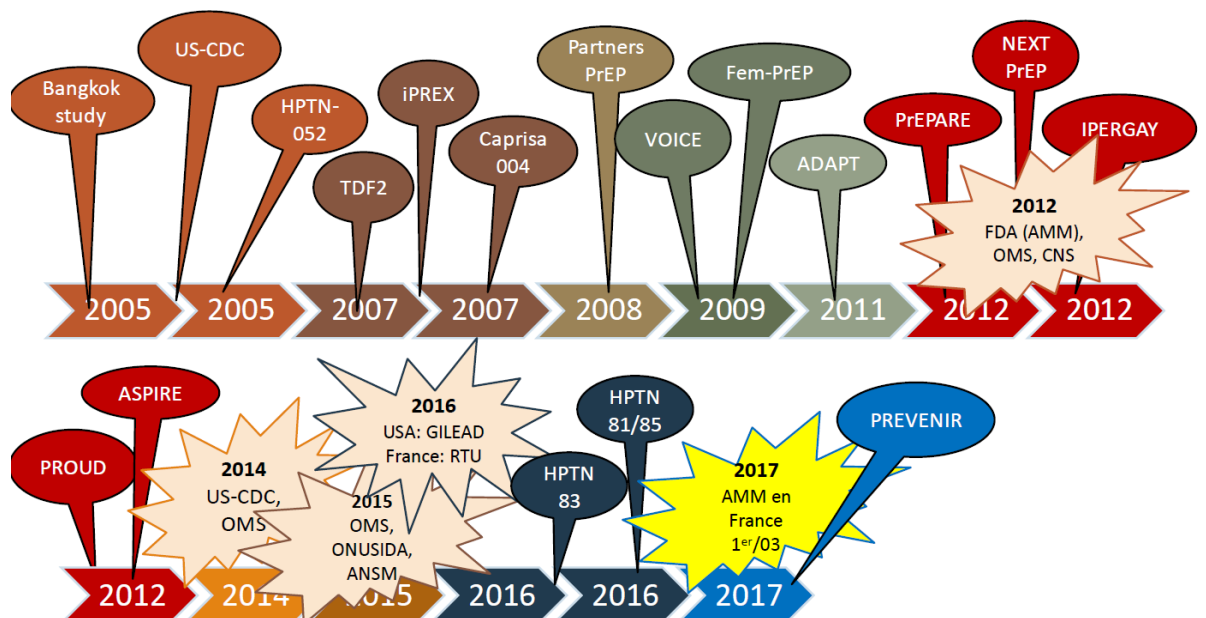 Bangkok
study
US-CDC
HPTN-
052
TDF2
iPREX
Caprisa
004
Partners
PrEP
VOICE
Fem-PrEP
ADAPT
PrEPARE
NEXT
PrEP
IPERGAY
2012
FDA (AMM),
OMS, CNS
2005
2005
2007
2007
2008
2009
2011
2012
2012
PROUD
ASPIRE
2014
US-CDC,
OMS
2016
USA: GILEAD
France: RTU
2015
OMS,
ONUSIDA,
ANSM
HPTN
83
HPTN
81/85
2017
AMM en
France
1er/03
PREVENIR
2012
2014
2015
2016
2016
2017